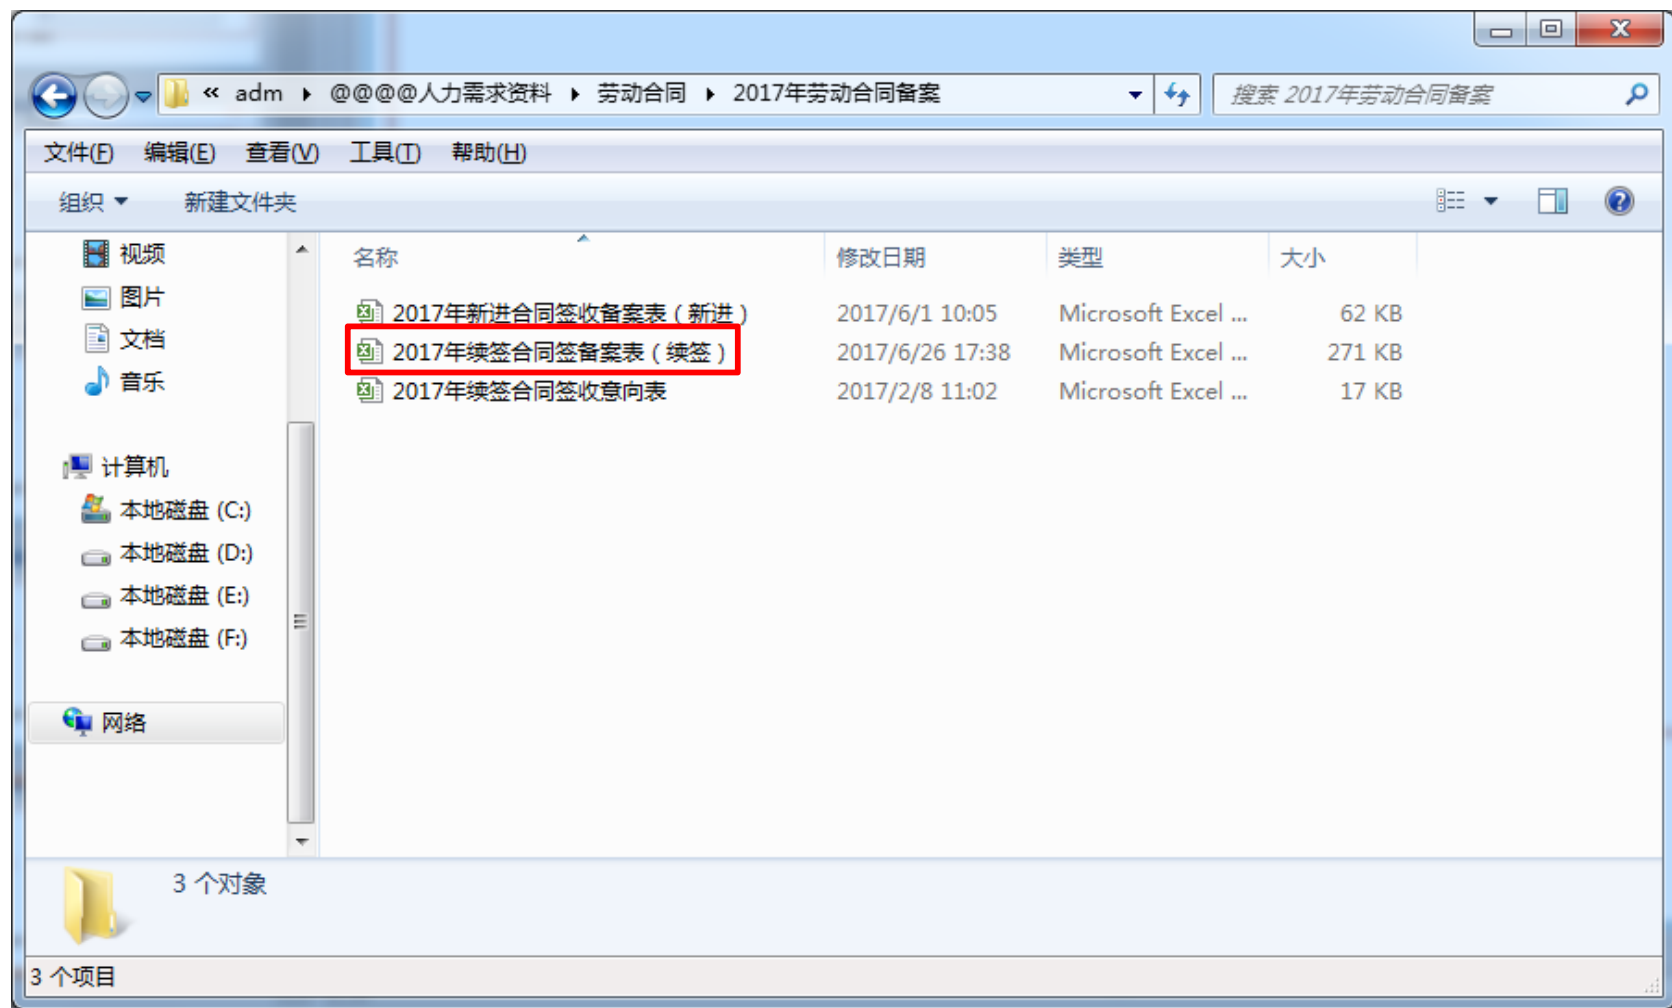 « adm ▸ @@@@人力需求资料 ▸ 劳动合同 ▸ 2017年劳动合同备案
搜索 2017年劳动合同备案
文件(F) 编辑(E) 查看(V) 工具(T) 帮助(H)
组织 新建文件夹
视频
图片
文档
音乐
计算机
本地磁盘 (C:)
本地磁盘 (D:)
本地磁盘 (E:)
本地磁盘 (F:)
网络
名称 修改日期 类型 大小
2017年新进合同签收备案表（新进） 2017/6/1 10:05 Microsoft Excel ... 62 KB
2017年续签合同签备案表（续签） 2017/6/26 17:38 Microsoft Excel ... 271 KB
2017年续签合同签收意向表 2017/2/8 11:02 Microsoft Excel ... 17 KB
3 个对象
3 个项目